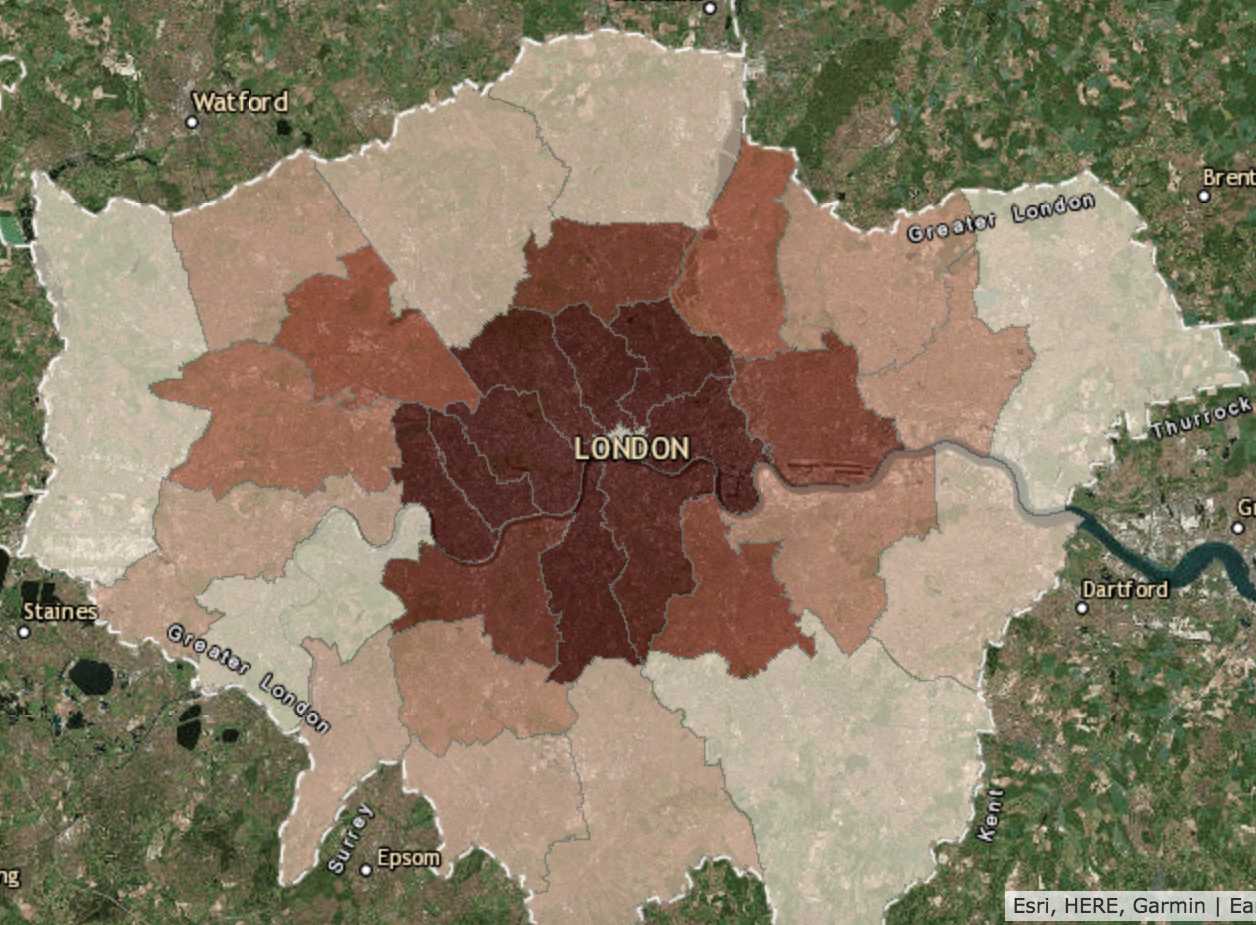 Watford
Brent
Greater London
Thurrock
LONDON
Gr
Dartford
Staines
Greater London
Surrey
Epsom
Kent
ng
Esri, HERE, Garmin | Ea